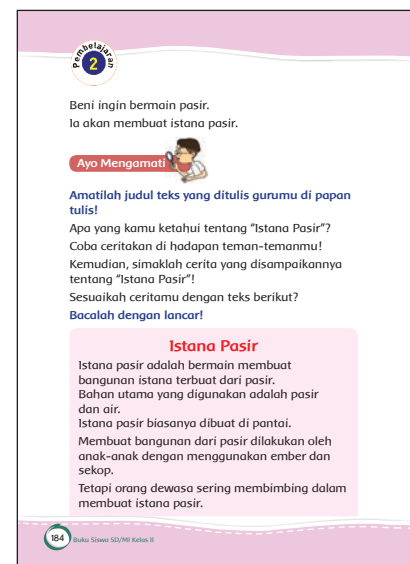 Pembelajaran
2
Beni ingin bermain pasir.
Ia akan membuat istana pasir.
Ayo Mengamati
Amatilah judul teks yang ditulis gurumu di papan
tulis!
Apa yang kamu ketahui tentang “Istana Pasir”?
Coba ceritakan di hadapan teman-temanmu!
Kemudian, simaklah cerita yang disampaikannya
tentang “Istana Pasir”!
Sesuaikah ceritamu dengan teks berikut?
Bacalah dengan lancar!
Istana Pasir
Istana pasir adalah bermain membuat
bangunan istana terbuat dari pasir.
Bahan utama yang digunakan adalah pasir
dan air.
Istana pasir biasanya dibuat di pantai.
Membuat bangunan dari pasir dilakukan oleh
anak-anak dengan menggunakan ember dan
sekop.
Tetapi orang dewasa sering membimbing dalam
membuat istana pasir.
184 Buku Siswa SD/MI Kelas II